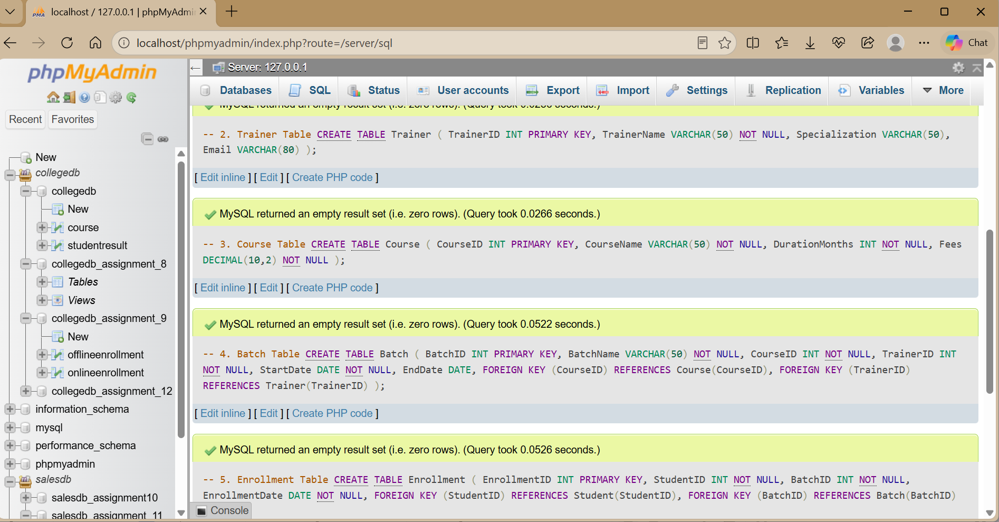 localhost / 127.0.0.1 | phpMyAdmi
localhost/phpmyadmin/index.php?route=/server/sql
Chat
phpMyAdmin
Recent
Favorites
New
collegedb
collegedb
New
course
studentresult
collegedb_assignment_8
Tables
Views
collegedb_assignment_9
New
offlineenrollment
onlineenrollment
collegedb_assignment_12
information_schema
mysql
performance_schema
phpmyadmin
salesdb
salesdb_assignment10
salesdb_assignment_11
Server: 127.0.0.1
Databases SQL Status User accounts Export Import Settings Replication Variables More
MySQL returned an empty result set (i.e. zero rows). (Query took seconds.)
-- 2. Trainer Table CREATE TABLE Trainer ( TrainerID INT PRIMARY KEY, TrainerName VARCHAR(50) NOT NULL, Specialization VARCHAR(50),
Email VARCHAR(80) );
[ Edit inline ] [ Edit ] [ Create PHP code ]
MySQL returned an empty result set (i.e. zero rows). (Query took 0.0266 seconds.)
-- 3. Course Table CREATE TABLE Course ( CourseID INT PRIMARY KEY, CourseName VARCHAR(50) NOT NULL, DurationMonths INT NOT NULL, Fees
DECIMAL(10,2) NOT NULL );
[ Edit inline ] [ Edit ] [ Create PHP code ]
MySQL returned an empty result set (i.e. zero rows). (Query took 0.0522 seconds.)
-- 4. Batch Table CREATE TABLE Batch ( BatchID INT PRIMARY KEY, BatchName VARCHAR(50) NOT NULL, CourseID INT NOT NULL, TrainerID INT
NOT NULL, StartDate DATE NOT NULL, EndDate DATE, FOREIGN KEY (CourseID) REFERENCES Course(CourseID), FOREIGN KEY (TrainerID)
REFERENCES Trainer(TrainerID) );
[ Edit inline ] [ Edit ] [ Create PHP code ]
MySQL returned an empty result set (i.e. zero rows). (Query took 0.0526 seconds.)
-- 5. Enrollment Table CREATE TABLE Enrollment ( EnrollmentID INT PRIMARY KEY, StudentID INT NOT NULL, BatchID INT NOT NULL,
EnrollmentDate DATE NOT NULL, FOREIGN KEY (StudentID) REFERENCES Student(StudentID), FOREIGN KEY (BatchID) REFERENCES Batch(BatchID)
Console